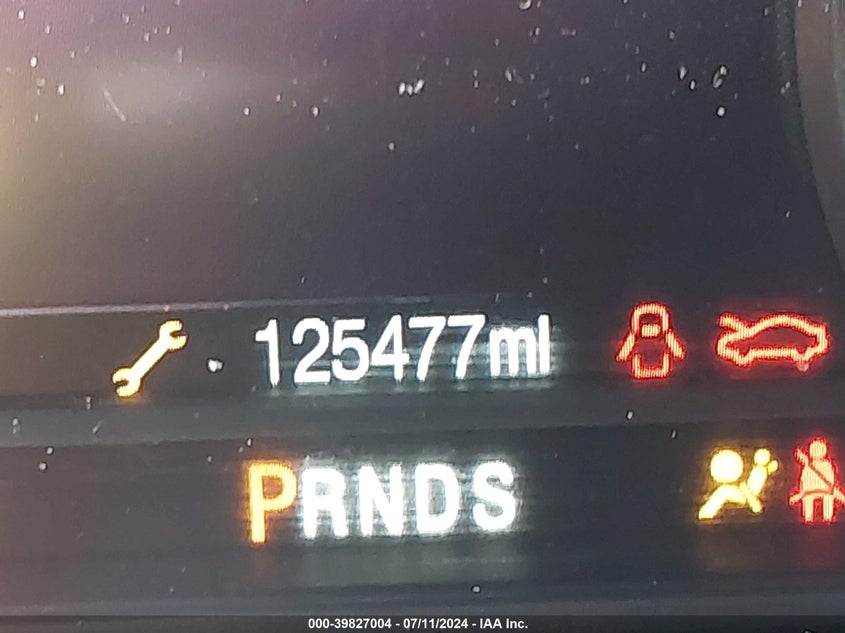 125477mi
PRNDS
000-39827004 - 07/11/2024 - IAA Inc.